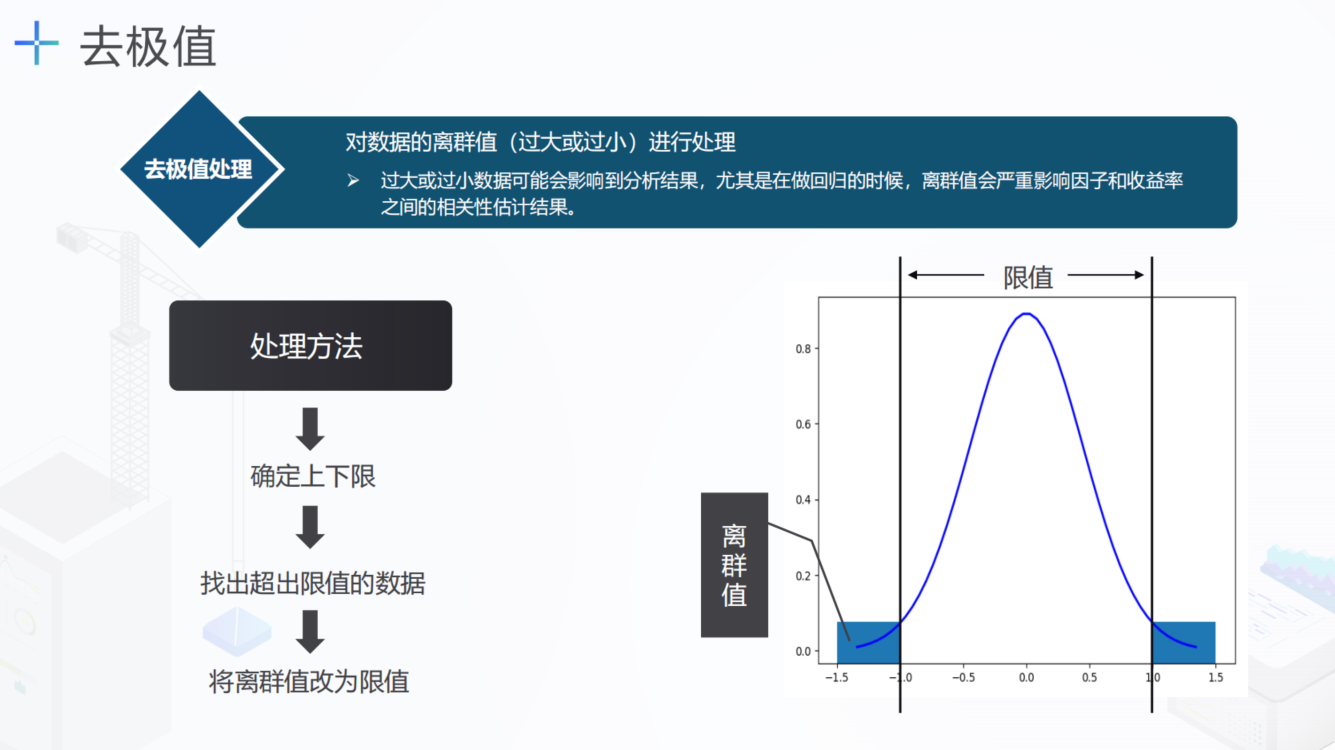 去极值
去极值处理
对数据的离群值（过大或过小）进行处理
➢ 过大或过小数据可能会影响到分析结果，尤其是在做回归的时候，离群值会严重影响因子和收益率
之间的相关性估计结果。
处理方法
确定上下限
找出超出限值的数据
将离群值改为限值
限值
离
群
值
0.8
0.6
0.4
0.2
0.0
−1.5 −1.0 −0.5 0.0 0.5 1.0 1.5